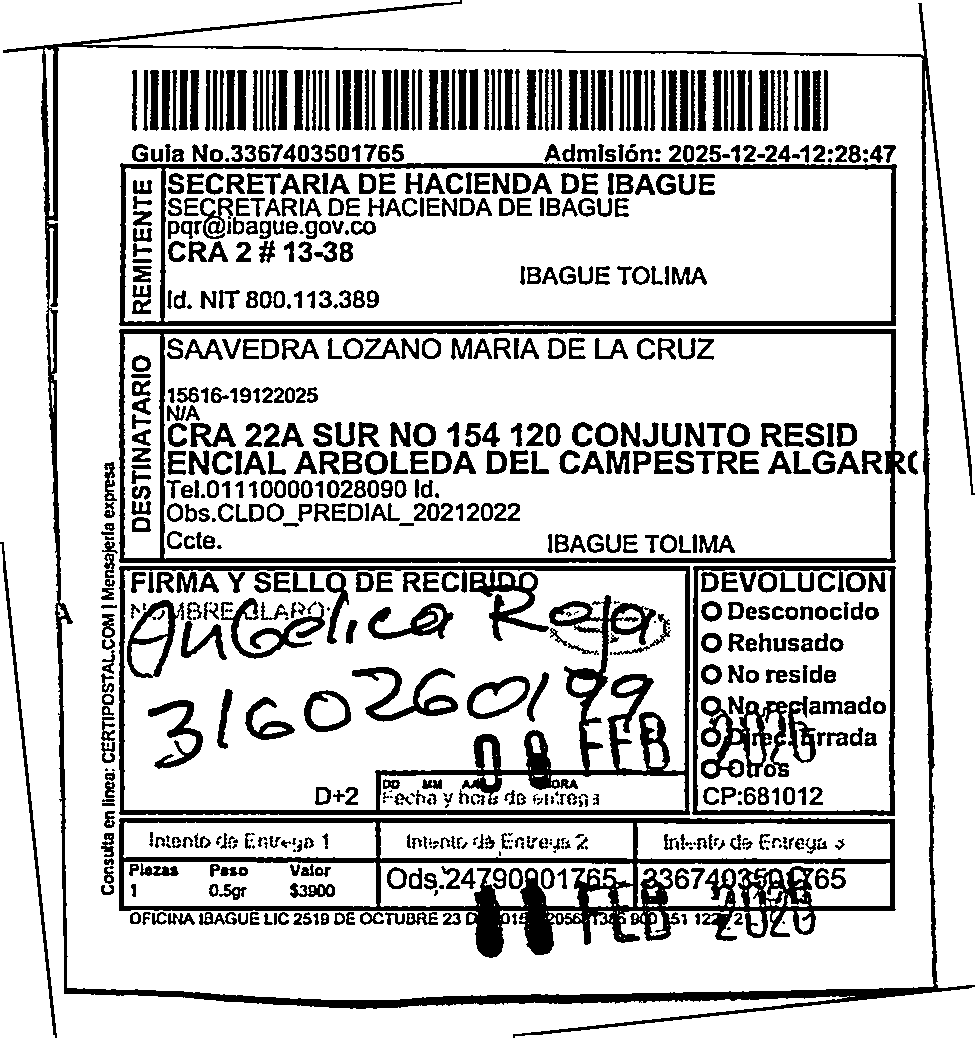 Guia No.3367403501765 Admisión: 2025-12-24-12:28:47
REMITENTE
SECRETARIA DE HACIENDA DE IBAGUE
SECRETARIA DE HACIENDA DE IBAGUE
pqr@ibague.gov.co
CRA 2 # 13-38
IBAGUE TOLIMA
Id. NIT 800.113.389
DESTINATARIO
SAAVEDRA LOZANO MARIA DE LA CRUZ
15616-19122025
N/A
CRA 22A SUR NO 154 120 CONJUNTO RESID
ENCIAL ARBOLEDA DEL CAMPESTRE ALGARR
Tel.011100001028090 Id.
Obs.CLDO_PREDIAL_20212022
Ccte. IBAGUE TOLIMA
Consulta en linea: CERTIPOSTAL.COM | Mensajería expresa
FIRMA Y SELLO DE RECIBIDO
NOMBRE CLARO:
Angelica Roja
3160260199
FEB 2026
DD MM HORA
Fecha y hora de entrega
D+2
DEVOLUCION
Desconocido
Rehusado
No reside
No reclamado
Direc. Errada
Otros
CP:681012
Intento de Entrega 1 Intento de Entrega 2 Intento de Entrega 3
Piezas Peso Valor
1 0.5gr $3900
Ods.24790901765 3367403501765
OFICINA IBAGUE LIC 2519 DE OCTUBRE 23
FEB 2026